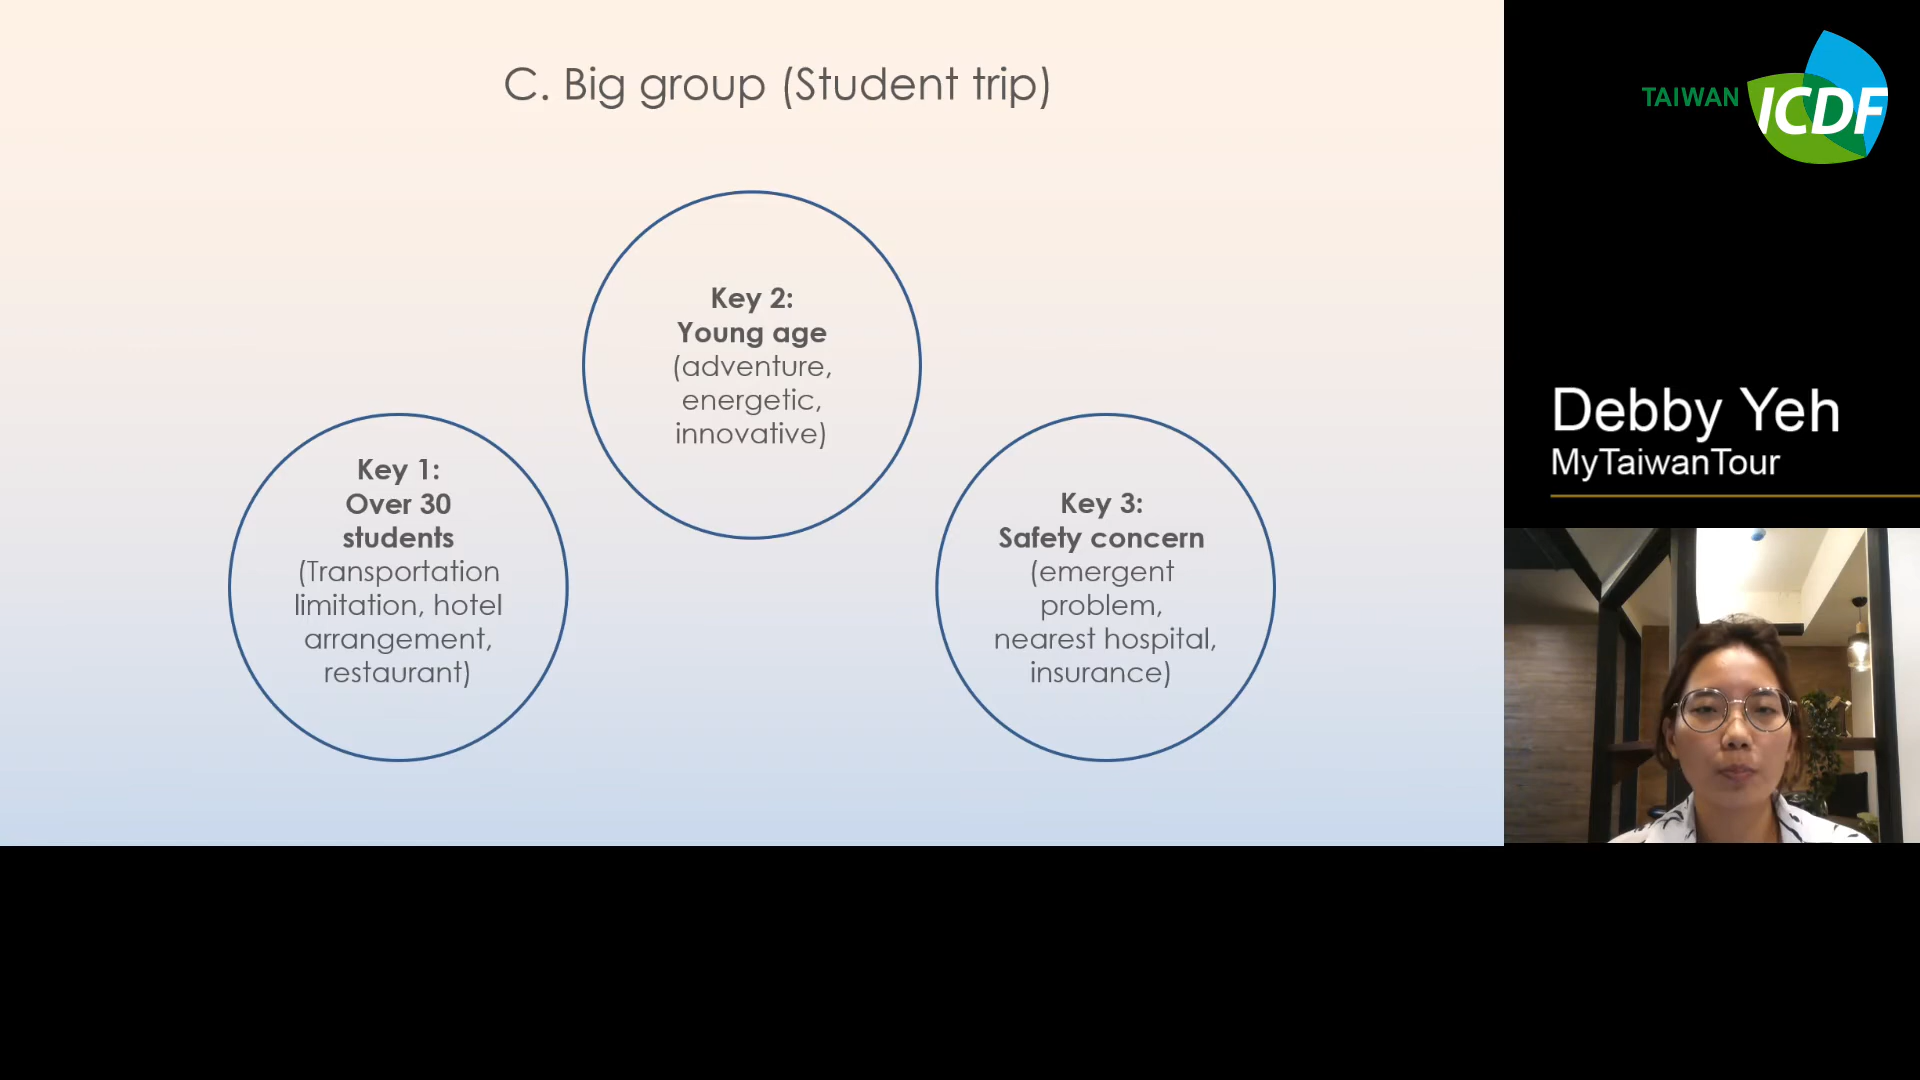 C. Big group (Student trip)
Key 1:
Over 30
students
(Transportation
limitation, hotel
arrangement,
restaurant)
Key 2:
Young age
(adventure,
energetic,
innovative)
Key 3:
Safety concern
(emergent
problem,
nearest hospital,
insurance)
TAIWAN ICDF
Debby Yeh
MyTaiwanTour